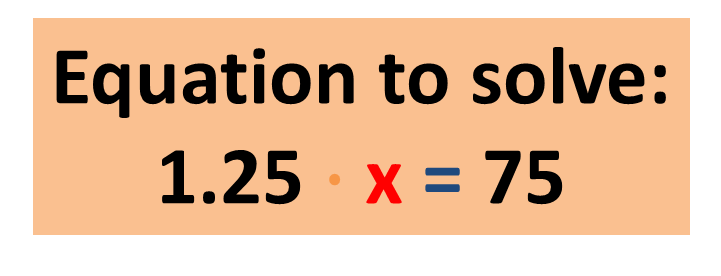 Equation to solve:
1.25 · x = 75